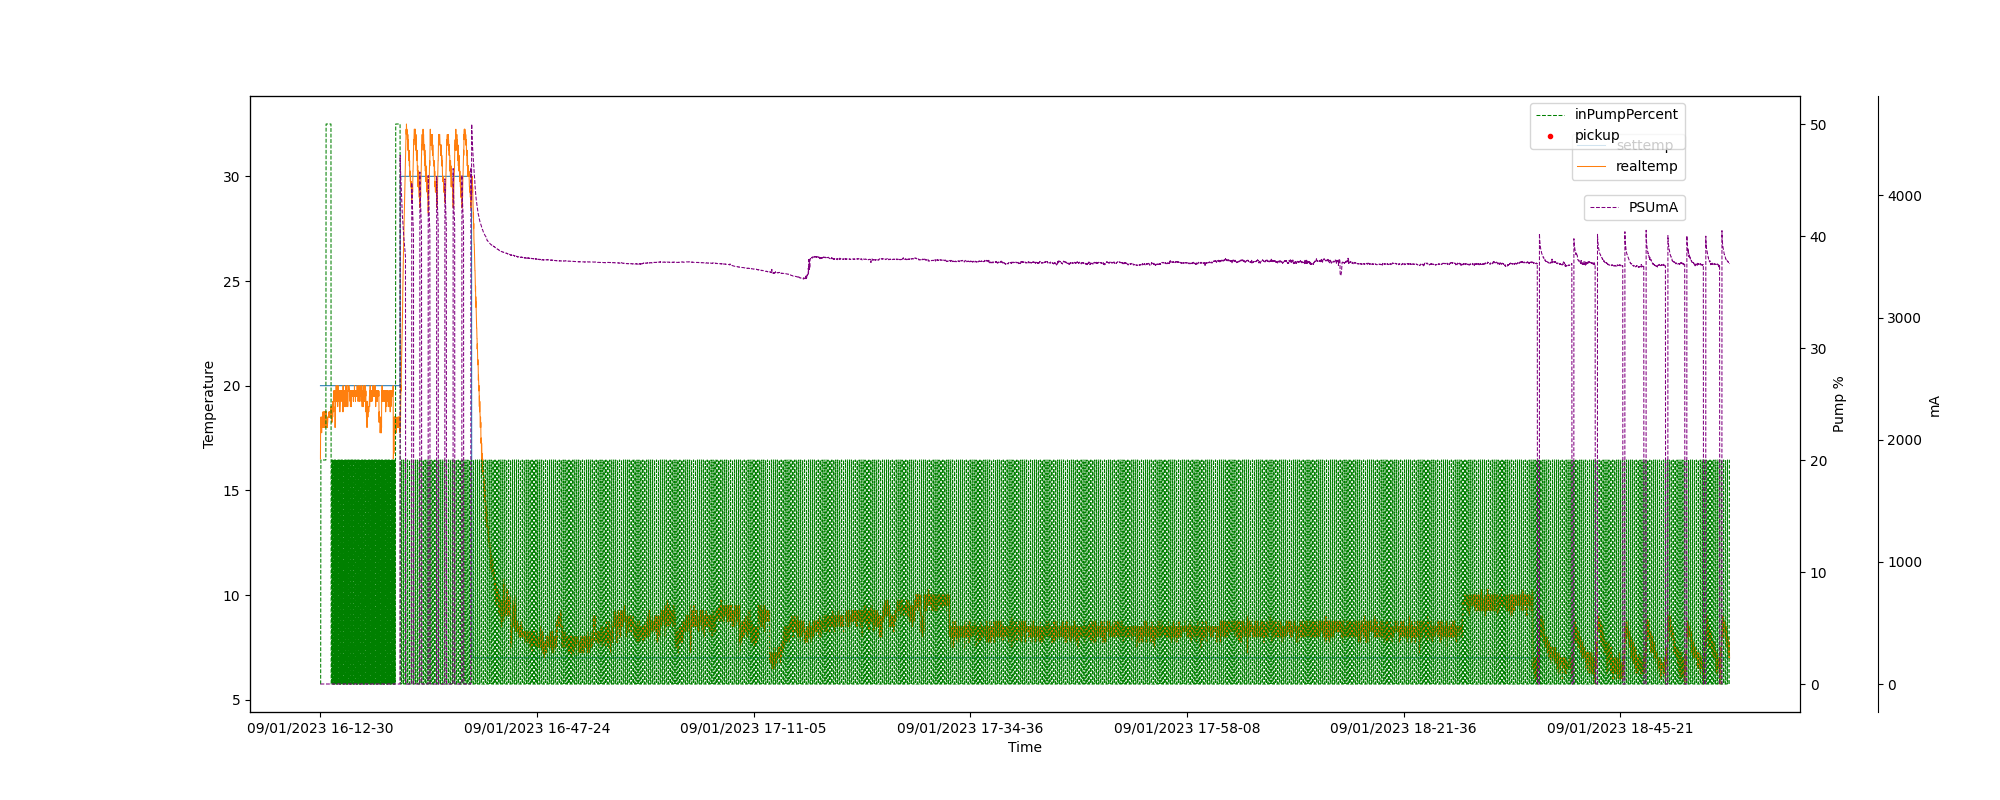 inPumpPercent
pickup
settemp
realtemp
PSUmA
30
25
20
15
10
5
Temperature
50
40
30
20
10
0
Pump %
4000
3000
2000
1000
0
mA
09/01/2023 16-12-30
09/01/2023 16-47-24
09/01/2023 17-11-05
09/01/2023 17-34-36
09/01/2023 17-58-08
09/01/2023 18-21-36
09/01/2023 18-45-21
Time